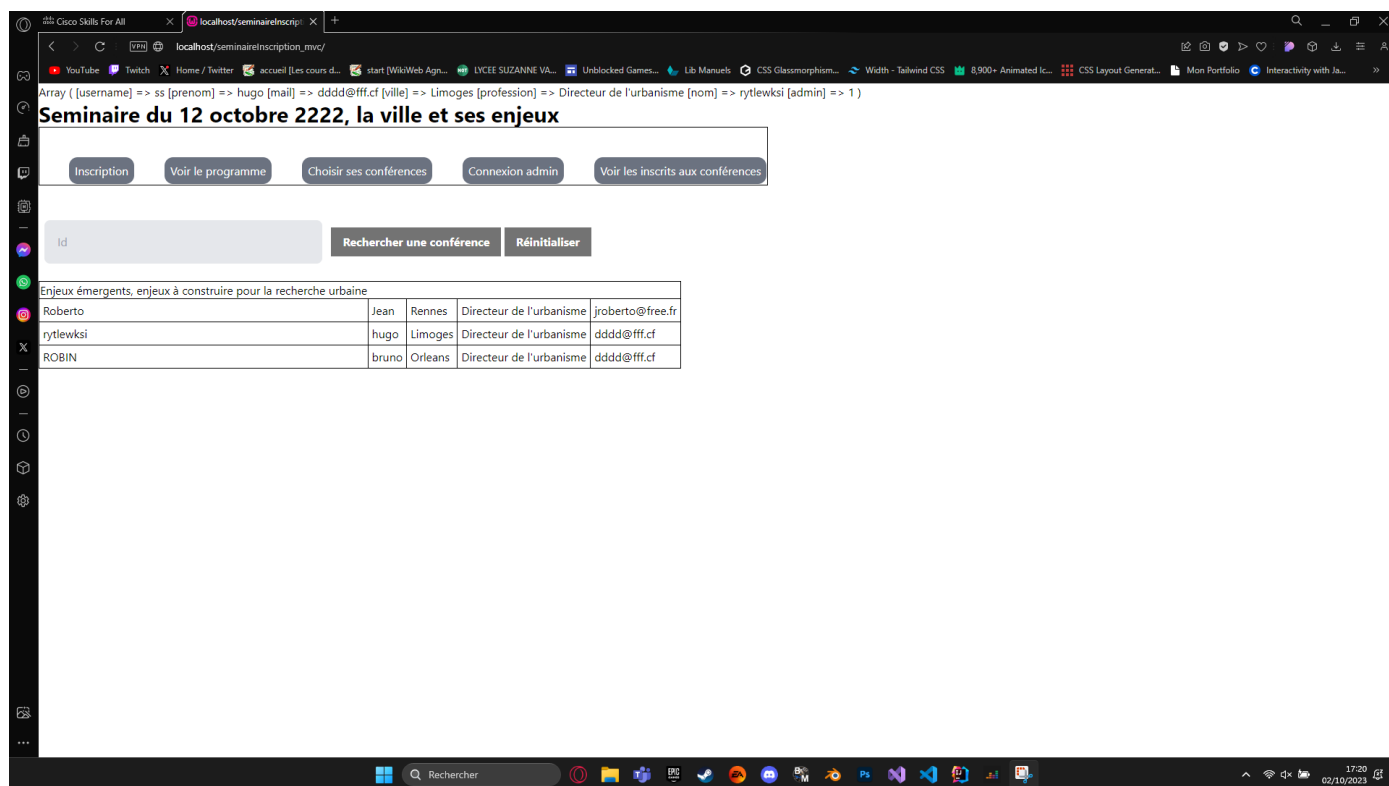 Cisco Skills For All
localhost/seminaireInscript
VPN
localhost/seminaireInscription_mvc/
YouTube Twitch Home / Twitter accueil [Les cours d... start [WikiWeb Agn... LYCEE SUZANNE VA... Unblocked Games... Lib Manuels CSS Glassmorphism... Width - Tailwind CSS 8,900+ Animated Ic... CSS Layout Generat... Mon Portfolio Interactivity with Ja... »
Array ( [username] => ss [prenom] => hugo [mail] => dddd@fff.cf [ville] => Limoges [profession] => Directeur de l'urbanisme [nom] => rytlewksi [admin] => 1 )
Seminaire du 12 octobre 2222, la ville et ses enjeux
Inscription Voir le programme Choisir ses conférences Connexion admin Voir les inscrits aux conférences
Id Rechercher une conférence Réinitialiser
Enjeux émergents, enjeux à construire pour la recherche urbaine
Roberto Jean Rennes Directeur de l'urbanisme jroberto@free.fr
rytlewksi hugo Limoges Directeur de l'urbanisme dddd@fff.cf
ROBIN bruno Orleans Directeur de l'urbanisme dddd@fff.cf
Rechercher
17:20
02/10/2023